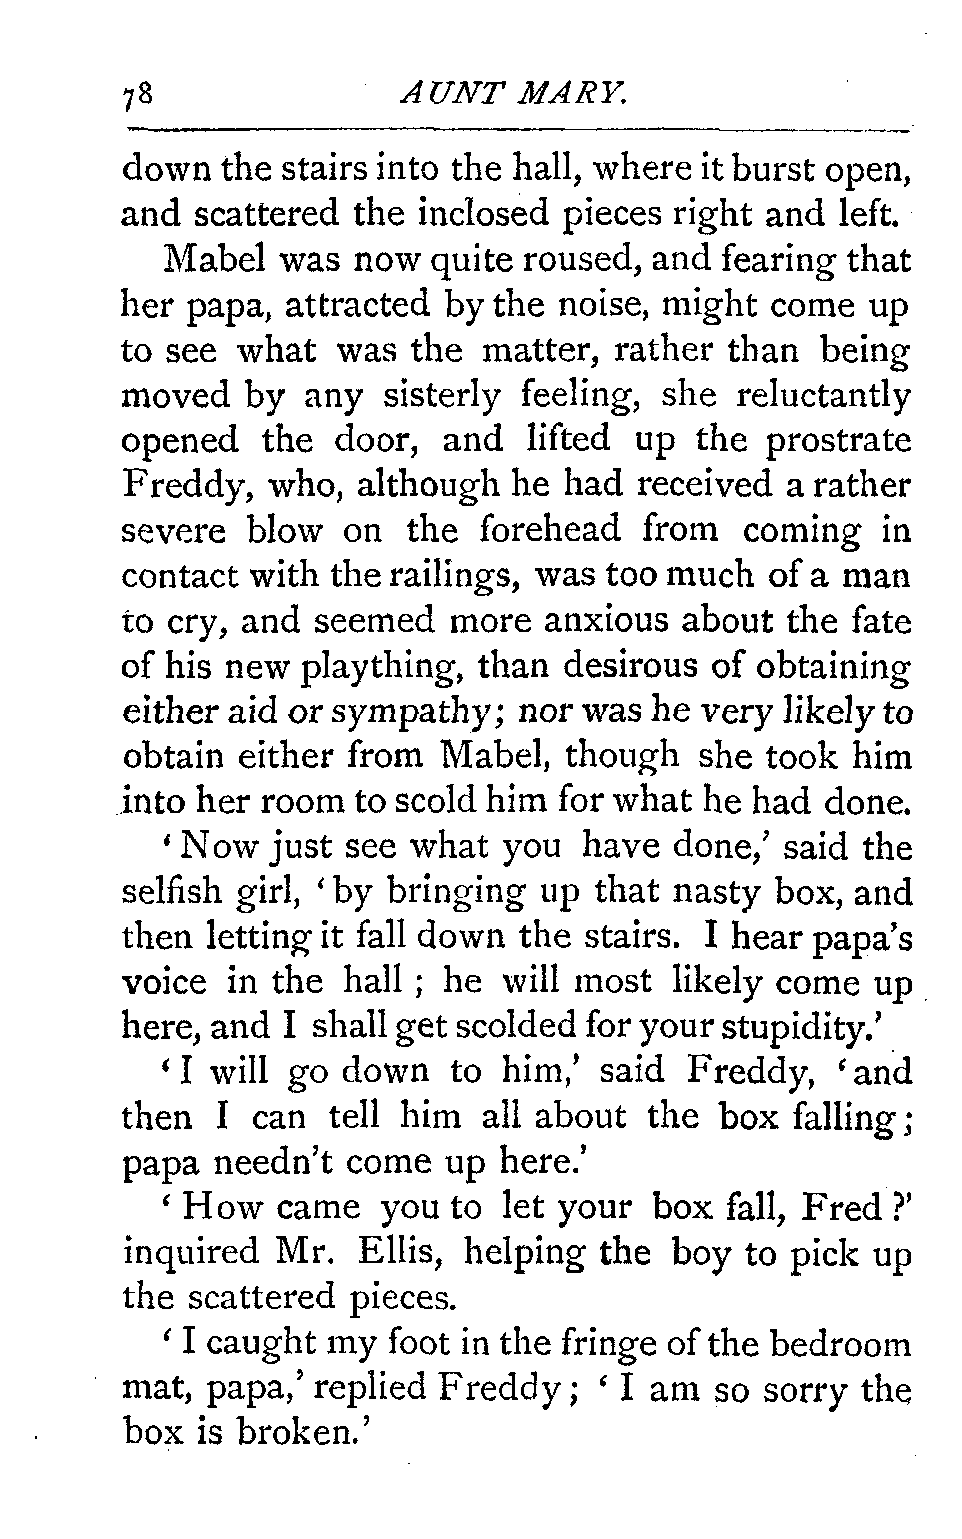 78 AUNT MARY.
down the stairs into the hall, where it burst open,
and scattered the inclosed pieces right and left.
Mabel was now quite roused, and fearing that
her papa, attracted by the noise, might come up
to see what was the matter, rather than being
moved by any sisterly feeling, she reluctantly
opened the door, and lifted up the prostrate
Freddy, who, although he had received a rather
severe blow on the forehead from coming in
contact with the railings, was too much of a man
to cry, and seemed more anxious about the fate
of his new plaything, than desirous of obtaining
either aid or sympathy; nor was he very likely to
obtain either from Mabel, though she took him
into her room to scold him for what he had done.
‘Now just see what you have done,’ said the
selfish girl, ‘by bringing up that nasty box, and
then letting it fall down the stairs. I hear papa’s
voice in the hall; he will most likely come up
here, and I shall get scolded for your stupidity.’
‘I will go down to him,’ said Freddy, ‘and
then I can tell him all about the box falling;
papa needn’t come up here.’
‘How came you to let your box fall, Fred?’
inquired Mr. Ellis, helping the boy to pick up
the scattered pieces.
‘I caught my foot in the fringe of the bedroom
mat, papa,’ replied Freddy; ‘I am so sorry the
box is broken.’